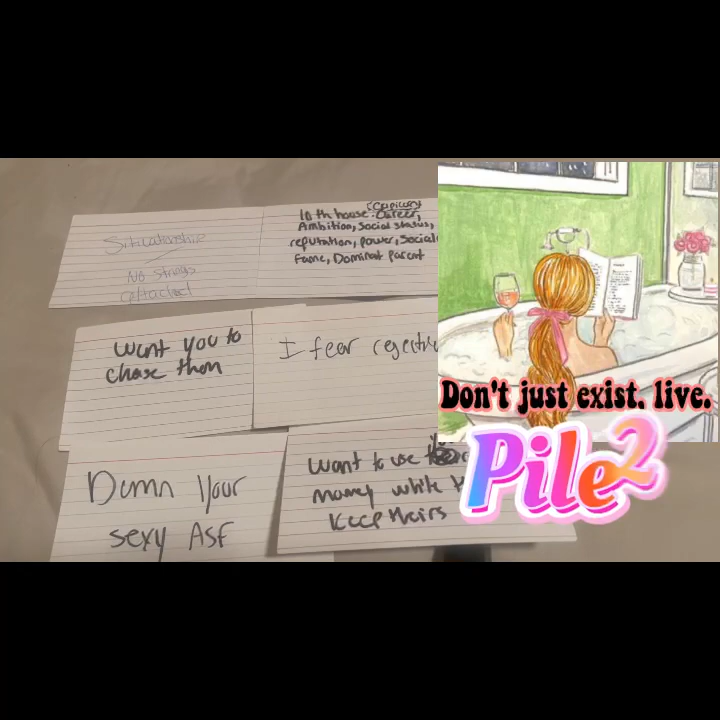 Situationship
No Strings
Attached
(Capricorn)
10th house: Career,
Ambition, Social status,
reputation, power, Social
Fame, Dominat parent
Want you to
chase them
I fear
Damn Your
sexy Asf
Want to use
money while
Keep theirs
Don't just exist, live.
Pile 2